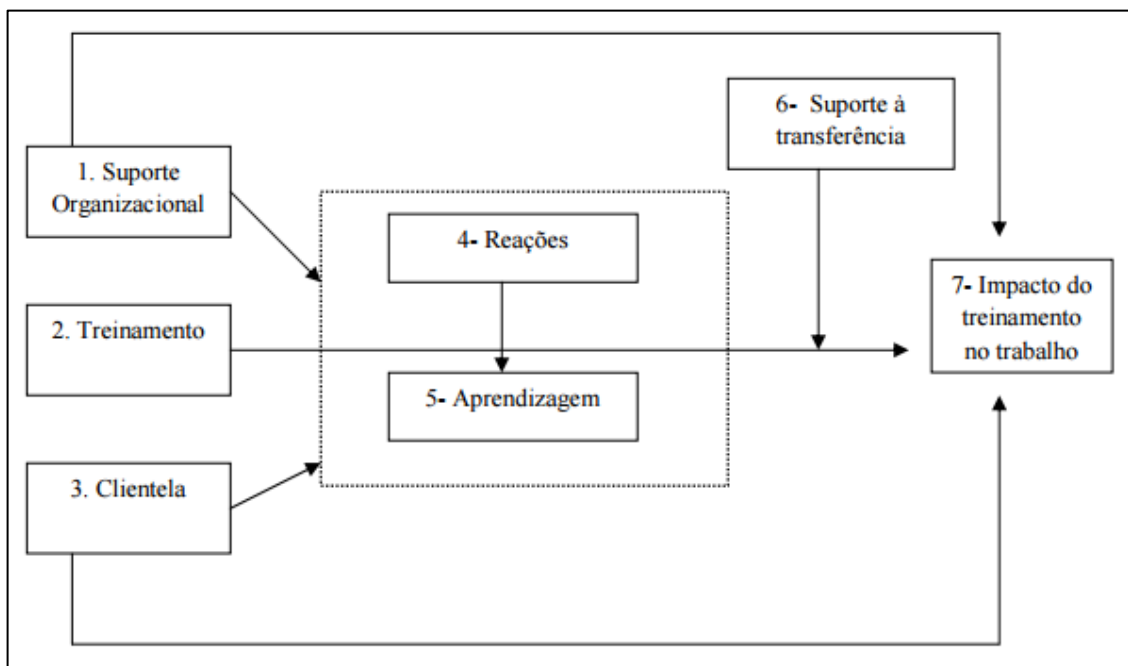 1. Suporte
Organizacional
2. Treinamento
3. Clientela
4- Reações
5- Aprendizagem
6- Suporte à
transferência
7- Impacto do
treinamento
no trabalho